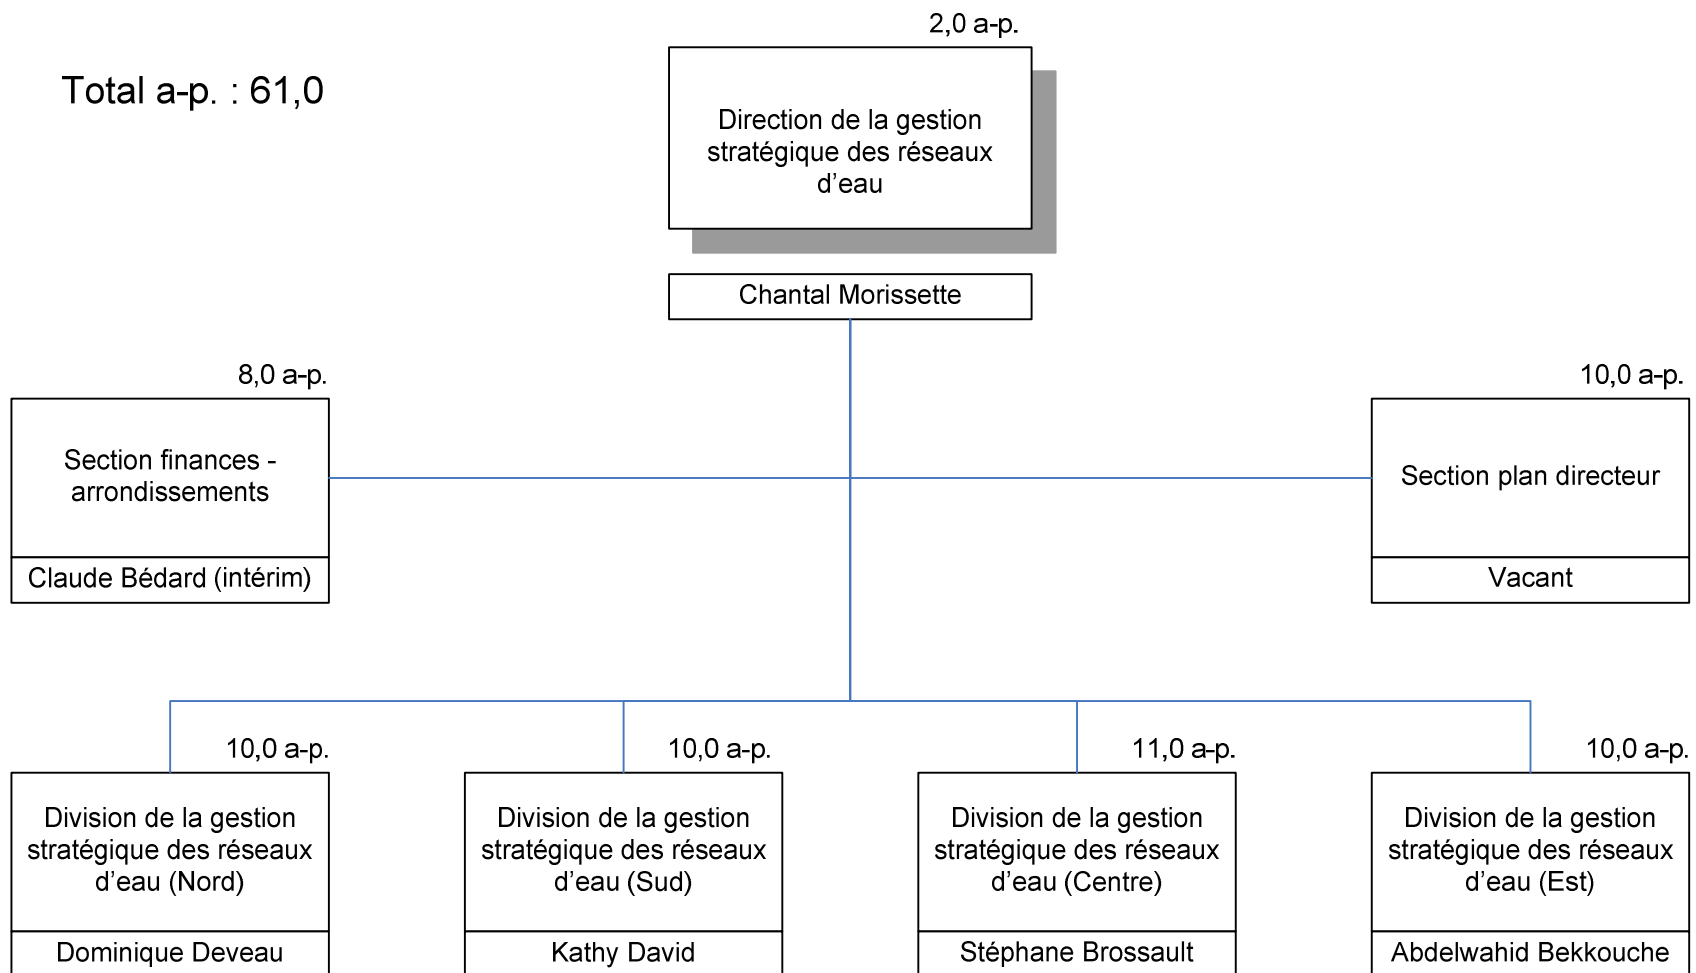 2,0 a-p.
Total a-p. : 61,0
Direction de la gestion
stratégique des réseaux
d’eau
Chantal Morissette
8,0 a-p.
Section finances -
arrondissements
Claude Bédard (intérim)
10,0 a-p.
Section plan directeur
Vacant
10,0 a-p.
Division de la gestion
stratégique des réseaux
d’eau (Nord)
Dominique Deveau
10,0 a-p.
Division de la gestion
stratégique des réseaux
d’eau (Sud)
Kathy David
11,0 a-p.
Division de la gestion
stratégique des réseaux
d’eau (Centre)
Stéphane Brossault
10,0 a-p.
Division de la gestion
stratégique des réseaux
d’eau (Est)
Abdelwahid Bekkouche